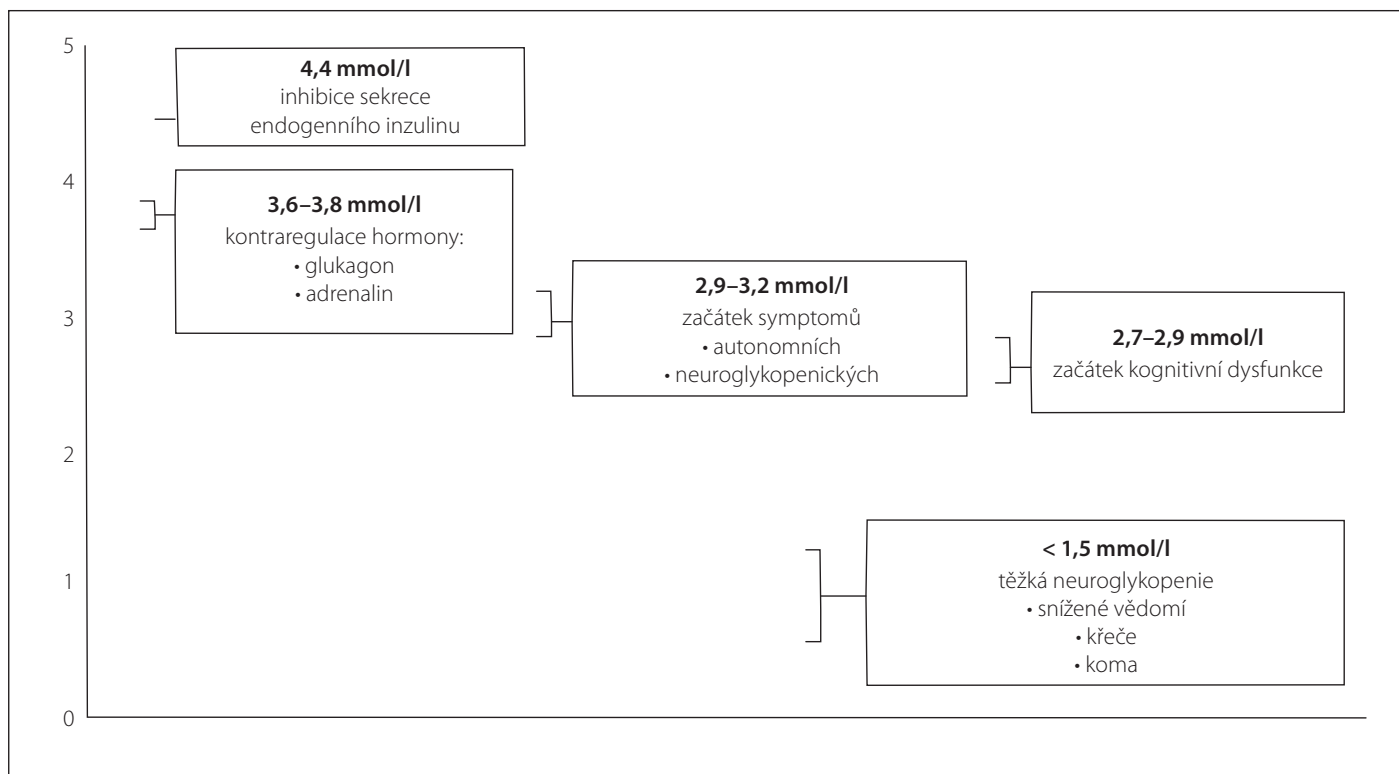 5
4,4 mmol/l
inhibice sekrece
endogenního inzulinu
4
3,6–3,8 mmol/l
kontraregulace hormony:
• glukagon
• adrenalin
3
2,9–3,2 mmol/l
začátek symptomů
• autonomních
• neuroglykopenických
2,7–2,9 mmol/l
začátek kognitivní dysfunkce
2
1
< 1,5 mmol/l
těžká neuroglykopenie
• snížené vědomí
• křeče
• koma
0